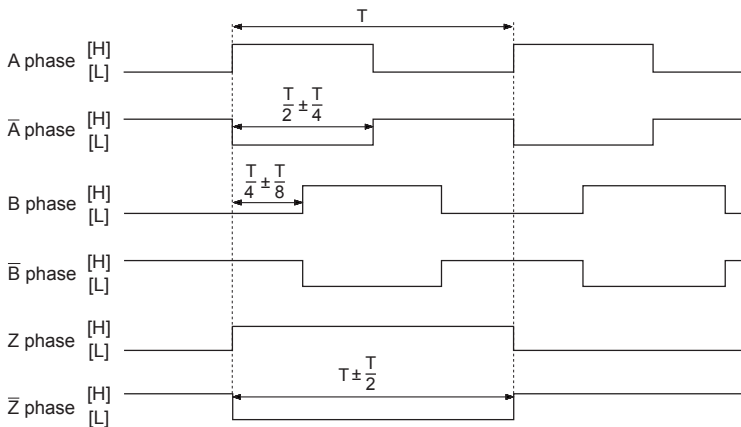 T
A phase [H]
[L]
T/2 ± T/4
A̅ phase [H]
[L]
T/4 ± T/8
B phase [H]
[L]
B̅ phase [H]
[L]
Z phase [H]
[L]
T ± T/2
Z̅ phase [H]
[L]